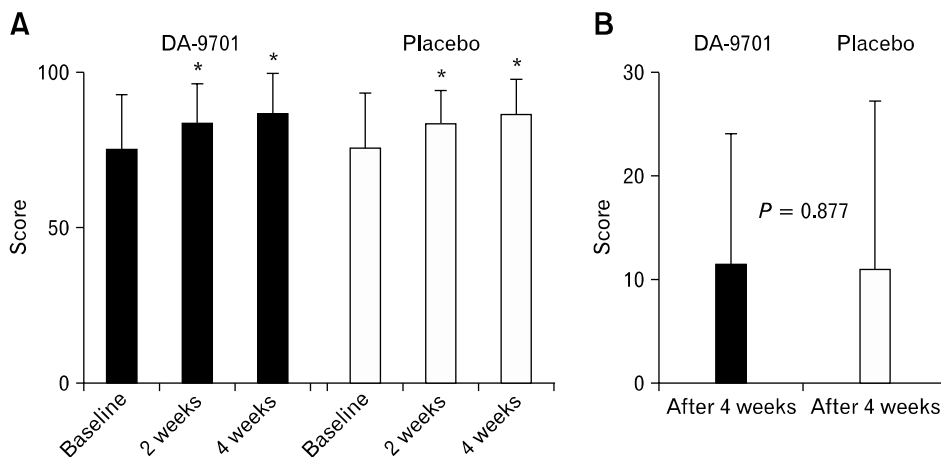 A
DA-9701
Placebo
100
50
0
Score
*
*
*
*
Baseline
2 weeks
4 weeks
Baseline
2 weeks
4 weeks
B
DA-9701
Placebo
30
20
10
0
Score
P = 0.877
After 4 weeks
After 4 weeks